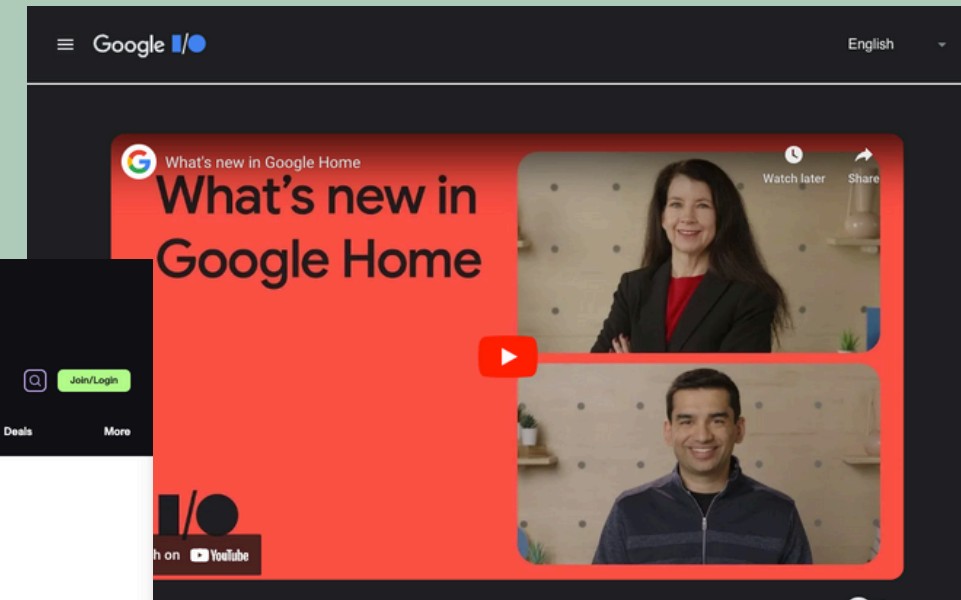 Google I/O
English
What's new in Google Home
Watch later
Share
What's new in
Google Home
Join/Login
Deals
More
I/O
h on YouTube